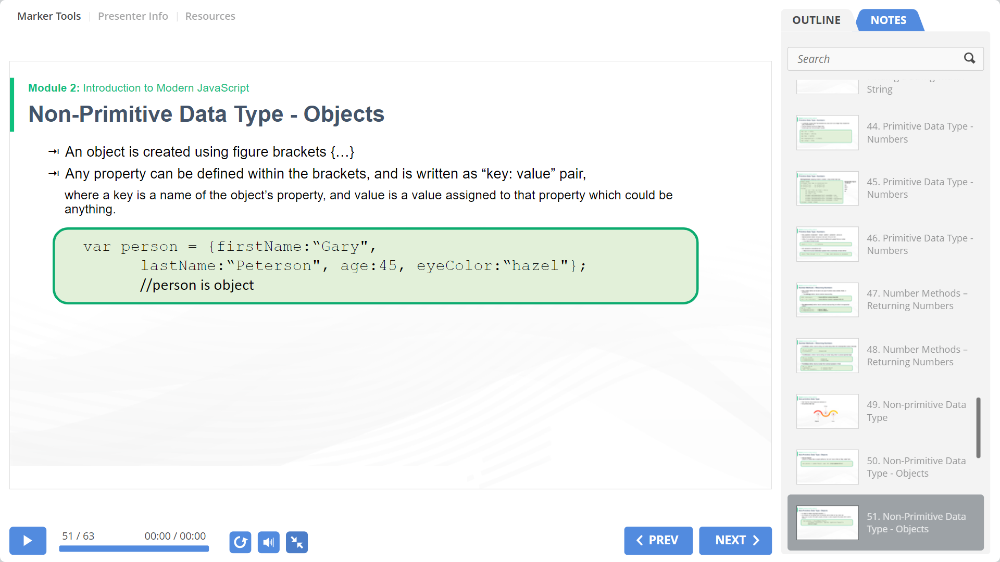 Marker Tools
Presenter Info
Resources
OUTLINE
NOTES
Search
Module 2: Introduction to Modern JavaScript
Non-Primitive Data Type - Objects
⇥ An object is created using figure brackets {…}
⇥ Any property can be defined within the brackets, and is written as “key: value” pair,
where a key is a name of the object’s property, and value is a value assigned to that property which could be
anything.
var person = {firstName:“Gary",
lastName:“Peterson", age:45, eyeColor:“hazel"};
//person is object
String
44. Primitive Data Type -
Numbers
45. Primitive Data Type -
Numbers
46. Primitive Data Type -
Numbers
47. Number Methods –
Returning Numbers
48. Number Methods –
Returning Numbers
49. Non-primitive Data
Type
50. Non-Primitive Data
Type - Objects
51. Non-Primitive Data
Type - Objects
51 / 63
00:00 / 00:00
PREV
NEXT